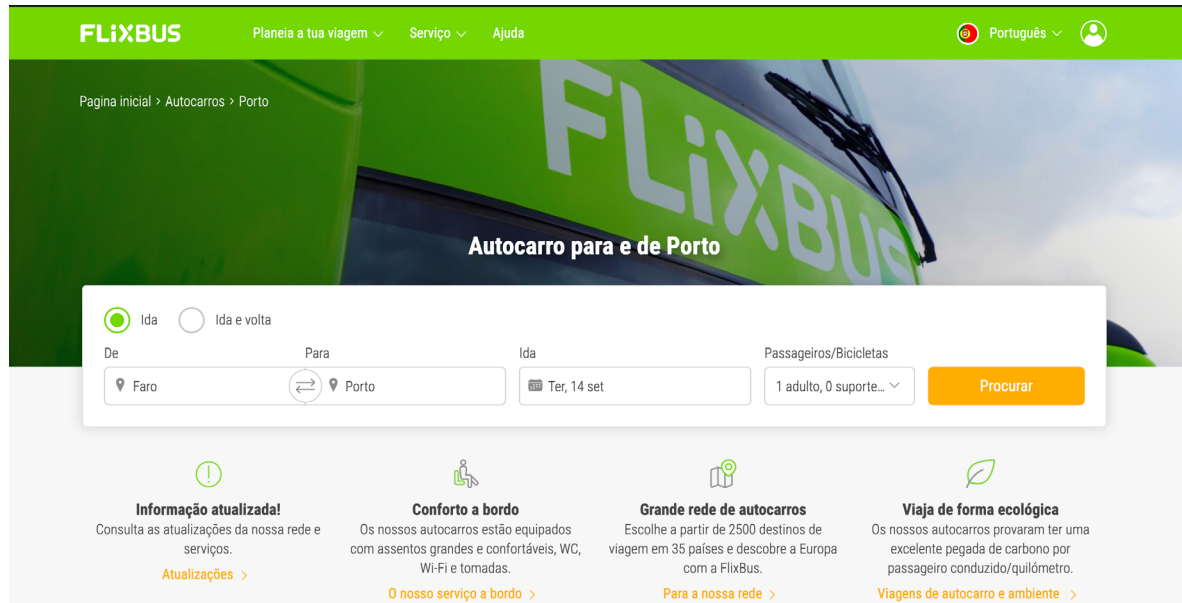 FLiXBUS
Planeia a tua viagem
Serviço
Ajuda
Português
Pagina inicial > Autocarros > Porto
FLiXBUS
Autocarro para e de Porto
Ida
Ida e volta
De
Para
Ida
Passageiros/Bicicletas
Faro
Porto
Ter, 14 set
1 adulto, 0 suporte...
Procurar
Informação atualizada!
Consulta as atualizações da nossa rede e
serviços.
Atualizações >
Conforto a bordo
Os nossos autocarros estão equipados
com assentos grandes e confortáveis, WC,
Wi-Fi e tomadas.
O nosso serviço a bordo >
Grande rede de autocarros
Escolhe a partir de 2500 destinos de
viagem em 35 países e descobre a Europa
com a FlixBus.
Para a nossa rede >
Viaja de forma ecológica
Os nossos autocarros provaram ter uma
excelente pegada de carbono por
passageiro conduzido/quilómetro.
Viagens de autocarro e ambiente >